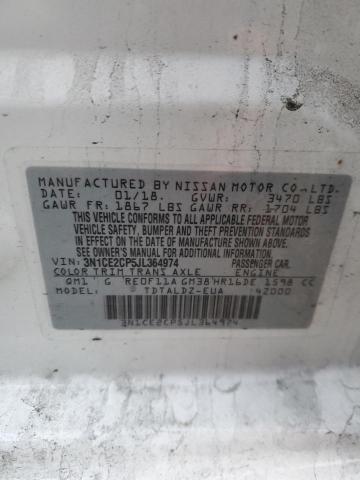 MANUFACTURED BY NISSAN MOTOR CO., LTD.
DATE: 01/18. GVWR: 3470 LBS
GAWR FR: 1867 LBS GAWR RR: 1704 LBS
THIS VEHICLE CONFORMS TO ALL APPLICABLE FEDERAL MOTOR
VEHICLE SAFETY, BUMPER, AND THEFT PREVENTION
STANDARDS IN EFFECT ON THE DATE OF MANUFACTURE SHOWN ABOVE.
SEE OWNER'S MANUAL FOR ADDITIONAL INFORMATION.
VIN: 3N1CE2CP5JL364974 PASSENGER CAR.
COLOR TRIM TRANS AXLE ENGINE
QM1 G RE0F11A GM38 HR16DE 1598 CC
TDTALDZ-EUA 42000
3N1CE2CP5JL364974